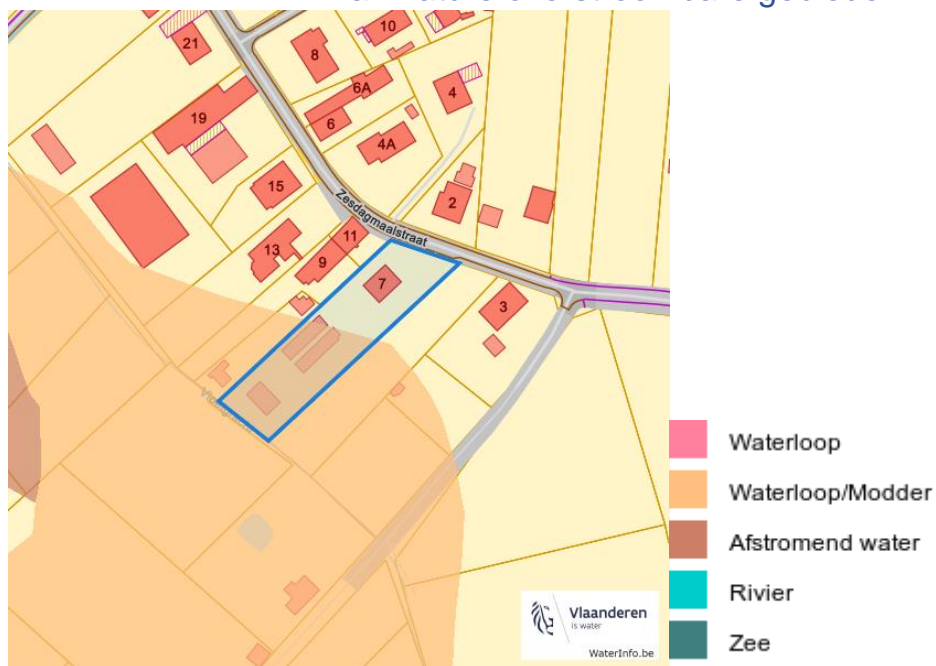 21
8
10
6A
4
6
19
4A
15
2
Zesdagmaalstraat
11
13
9
7
3
Waterloop
Waterloop/Modder
Afstromend water
Rivier
Zee
Vlaanderen
is water
WaterInfo.be